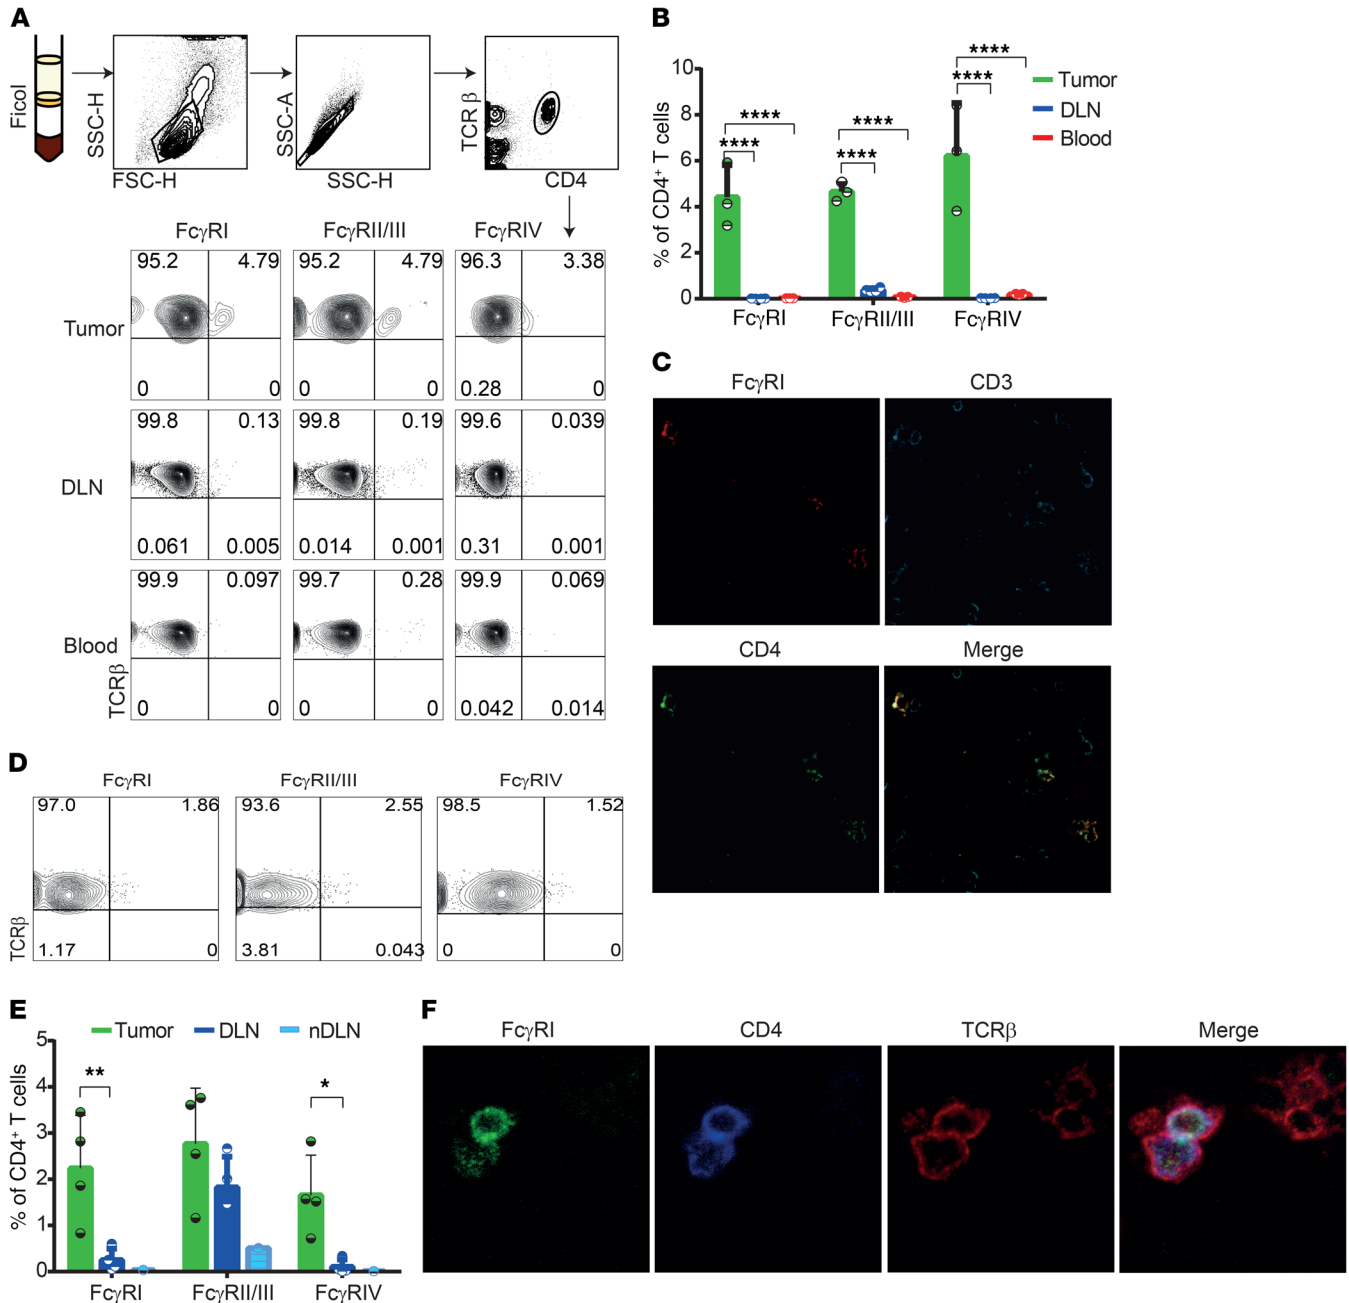 A
Ficol
SSC-H
FSC-H
SSC-A
SSC-H
TCR β
CD4
FcγRI
FcγRII/III
FcγRIV
Tumor
95.2 4.79
0 0
95.2 4.79
0 0
96.3 3.38
0.28 0
DLN
99.8 0.13
0.061 0.005
99.8 0.19
0.014 0.001
99.6 0.039
0.31 0.001
Blood
TCRβ
99.9 0.097
0 0
99.7 0.28
0 0
99.9 0.069
0.042 0.014
B
% of CD4+ T cells
10
8
6
4
2
0
**** ****
**** ****
**** ****
Tumor
DLN
Blood
FcγRI FcγRII/III FcγRIV
C
FcγRI CD3
CD4 Merge
D
FcγRI FcγRII/III FcγRIV
TCRβ
97.0 1.86
1.17 0
93.6 2.55
3.81 0.043
98.5 1.52
0 0
E
Tumor DLN nDLN
% of CD4+ T cells
5
4
3
2
1
0
** *
FcγRI FcγRII/III FcγRIV
F
FcγRI CD4 TCRβ Merge